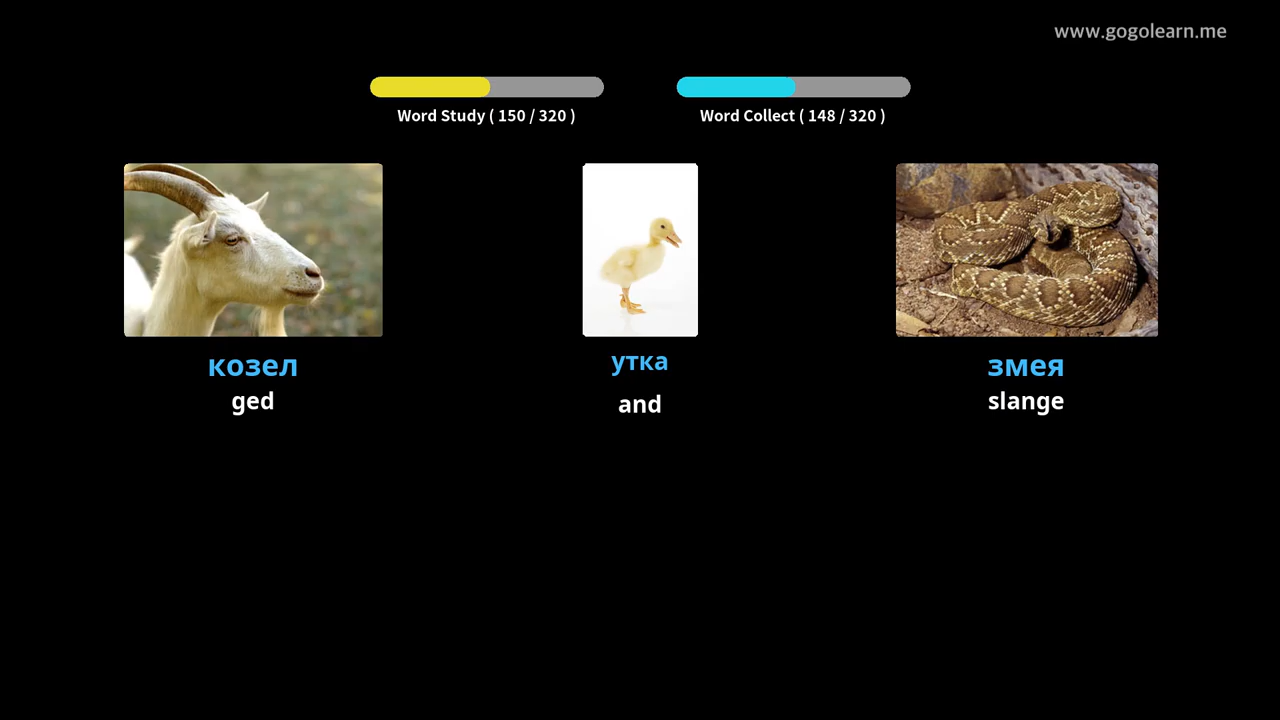 www.gogolearn.me
Word Study ( 150 / 320 )
Word Collect ( 148 / 320 )
козел
ged
утка
and
змея
slange